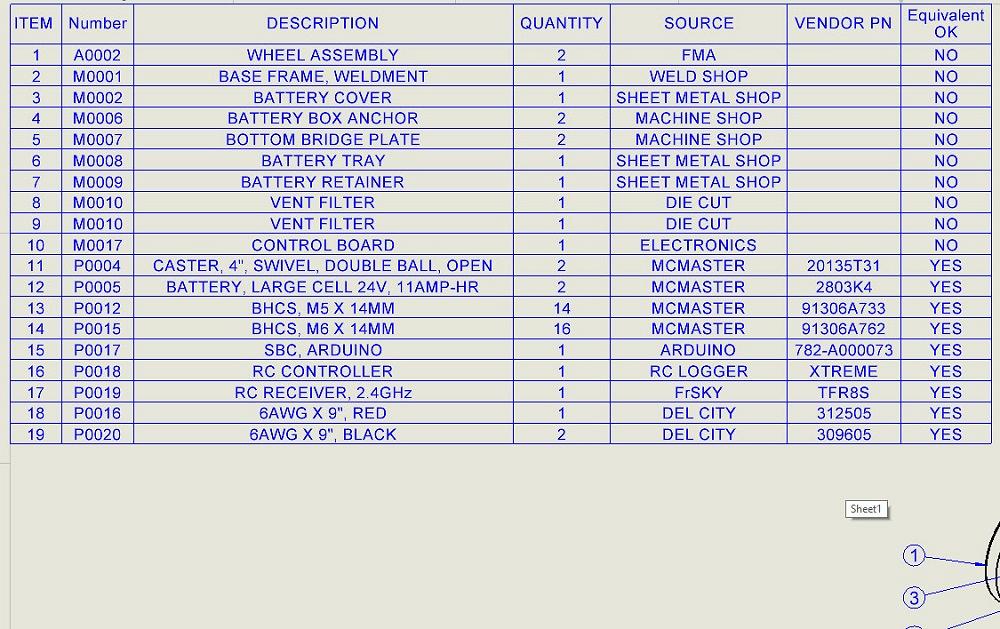 ITEM Number DESCRIPTION QUANTITY SOURCE VENDOR PN Equivalent OK
1 A0002 WHEEL ASSEMBLY 2 FMA NO
2 M0001 BASE FRAME, WELDMENT 1 WELD SHOP NO
3 M0002 BATTERY COVER 1 SHEET METAL SHOP NO
4 M0006 BATTERY BOX ANCHOR 2 MACHINE SHOP NO
5 M0007 BOTTOM BRIDGE PLATE 2 MACHINE SHOP NO
6 M0008 BATTERY TRAY 1 SHEET METAL SHOP NO
7 M0009 BATTERY RETAINER 1 SHEET METAL SHOP NO
8 M0010 VENT FILTER 1 DIE CUT NO
9 M0010 VENT FILTER 1 DIE CUT NO
10 M0017 CONTROL BOARD 1 ELECTRONICS NO
11 P0004 CASTER, 4", SWIVEL, DOUBLE BALL, OPEN 2 MCMASTER 20135T31 YES
12 P0005 BATTERY, LARGE CELL 24V, 11AMP-HR 2 MCMASTER 2803K4 YES
13 P0012 BHCS, M5 X 14MM 14 MCMASTER 91306A733 YES
14 P0015 BHCS, M6 X 14MM 16 MCMASTER 91306A762 YES
15 P0017 SBC, ARDUINO 1 ARDUINO 782-A000073 YES
16 P0018 RC CONTROLLER 1 RC LOGGER XTREME YES
17 P0019 RC RECEIVER, 2.4GHz 1 FrSKY TFR8S YES
18 P0016 6AWG X 9", RED 1 DEL CITY 312505 YES
19 P0020 6AWG X 9", BLACK 2 DEL CITY 309605 YES
Sheet1
1
3